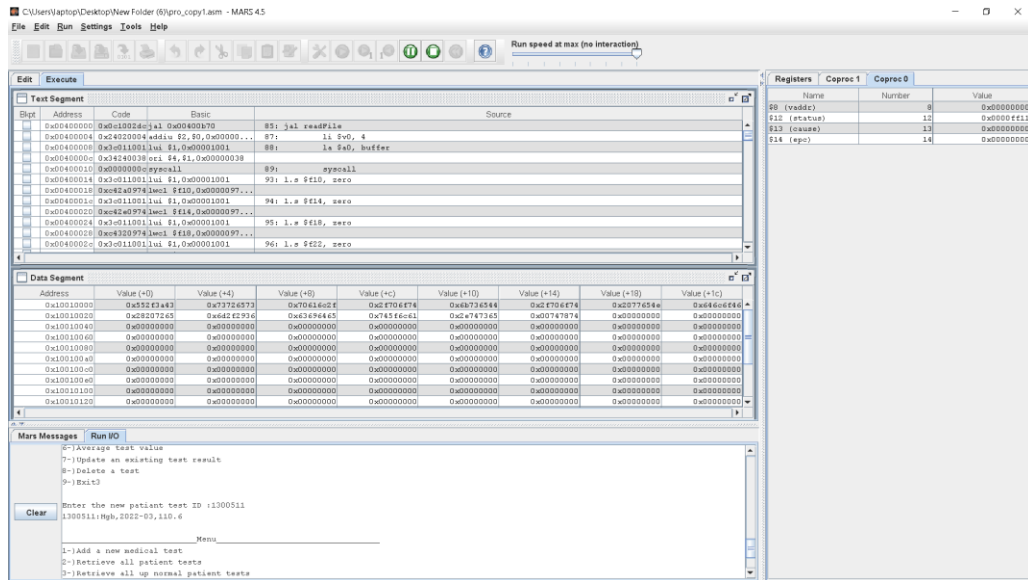 C:\Users\laptop\Desktop\New Folder (6)\pro_copy1.asm - MARS 4.5
File Edit Run Settings Tools Help
Run speed at max (no interaction)
Edit Execute
Text Segment
Bkpt Address Code Basic Source
0x00400000 0x0c1002dc jal 0x00400b70 85: jal readFile
0x00400004 0x24020004 addiu $2,$0,0x00000... 87: li $v0, 4
0x00400008 0x3c011001 lui $1,0x00001001 88: la $a0, buffer
0x0040000c 0x34240038 ori $4,$1,0x00000038
0x00400010 0x0000000c syscall 89: syscall
0x00400014 0x3c011001 lui $1,0x00001001 93: l.s $f10, zero
0x00400018 0xc42a0974 lwc1 $f10,0x0000097...
0x0040001c 0x3c011001 lui $1,0x00001001 94: l.s $f14, zero
0x00400020 0xc42e0974 lwc1 $f14,0x0000097...
0x00400024 0x3c011001 lui $1,0x00001001 95: l.s $f18, zero
0x00400028 0xc4320974 lwc1 $f18,0x0000097...
0x0040002c 0x3c011001 lui $1,0x00001001 96: l.s $f22, zero
Data Segment
Address Value (+0) Value (+4) Value (+8) Value (+c) Value (+10) Value (+14) Value (+18) Value (+1c)
0x10010000 0x552f3a43 0x73726573 0x70616c2f 0x2f706f74 0x6b736544 0x2f706f74 0x2077654e 0x646c6f46
0x10010020 0x28207265 0x6d2f2936 0x63696465 0x745f6c61 0x2e747365 0x00747874 0x00000000 0x00000000
0x10010040 0x00000000 0x00000000 0x00000000 0x00000000 0x00000000 0x00000000 0x00000000 0x00000000
0x10010060 0x00000000 0x00000000 0x00000000 0x00000000 0x00000000 0x00000000 0x00000000 0x00000000
0x10010080 0x00000000 0x00000000 0x00000000 0x00000000 0x00000000 0x00000000 0x00000000 0x00000000
0x100100a0 0x00000000 0x00000000 0x00000000 0x00000000 0x00000000 0x00000000 0x00000000 0x00000000
0x100100c0 0x00000000 0x00000000 0x00000000 0x00000000 0x00000000 0x00000000 0x00000000 0x00000000
0x100100e0 0x00000000 0x00000000 0x00000000 0x00000000 0x00000000 0x00000000 0x00000000 0x00000000
0x10010100 0x00000000 0x00000000 0x00000000 0x00000000 0x00000000 0x00000000 0x00000000 0x00000000
0x10010120 0x00000000 0x00000000 0x00000000 0x00000000 0x00000000 0x00000000 0x00000000 0x00000000
Mars Messages Run I/O
Clear
6-)Average test value
7-)Update an existing test result
8-)Delete a test
9-)Exit3
Enter the new patiant test ID :1300511
1300511:Hgb,2022-03,110.6
Menu
1-)Add a new medical test
2-)Retrieve all patient tests
3-)Retrieve all up normal patient tests
Registers Coproc 1 Coproc 0
Name Number Value
$8 (vaddr) 8 0x00000000
$12 (status) 12 0x0000ff11
$13 (cause) 13 0x00000000
$14 (epc) 14 0x00000000